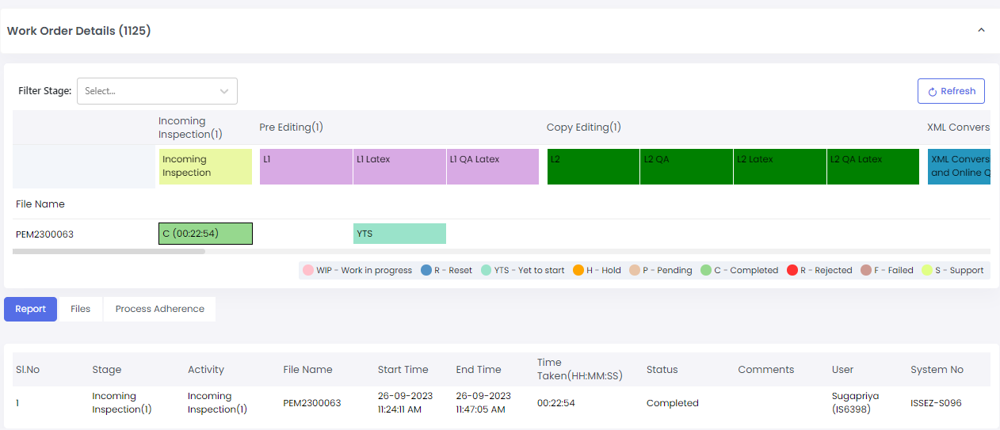 Work Order Details (1125)
Filter Stage: Select...
Refresh
Incoming
Inspection(1)
Pre Editing(1)
Copy Editing(1)
XML Convers
Incoming
Inspection
L1
L1 Latex
L1 QA Latex
L2
L2 QA
L2 Latex
L2 QA Latex
XML Convers
and Online Q
File Name
PEM2300063
C (00:22:54)
YTS
WIP - Work in progress
R - Reset
YTS - Yet to start
H - Hold
P - Pending
C - Completed
R - Rejected
F - Failed
S - Support
Report
Files
Process Adherence
Sl.No
Stage
Activity
File Name
Start Time
End Time
Time
Taken(HH:MM:SS)
Status
Comments
User
System No
1
Incoming
Inspection(1)
Incoming
Inspection(1)
PEM2300063
26-09-2023
11:24:11 AM
26-09-2023
11:47:05 AM
00:22:54
Completed
Sugapriya
(IS6398)
ISSEZ-S096